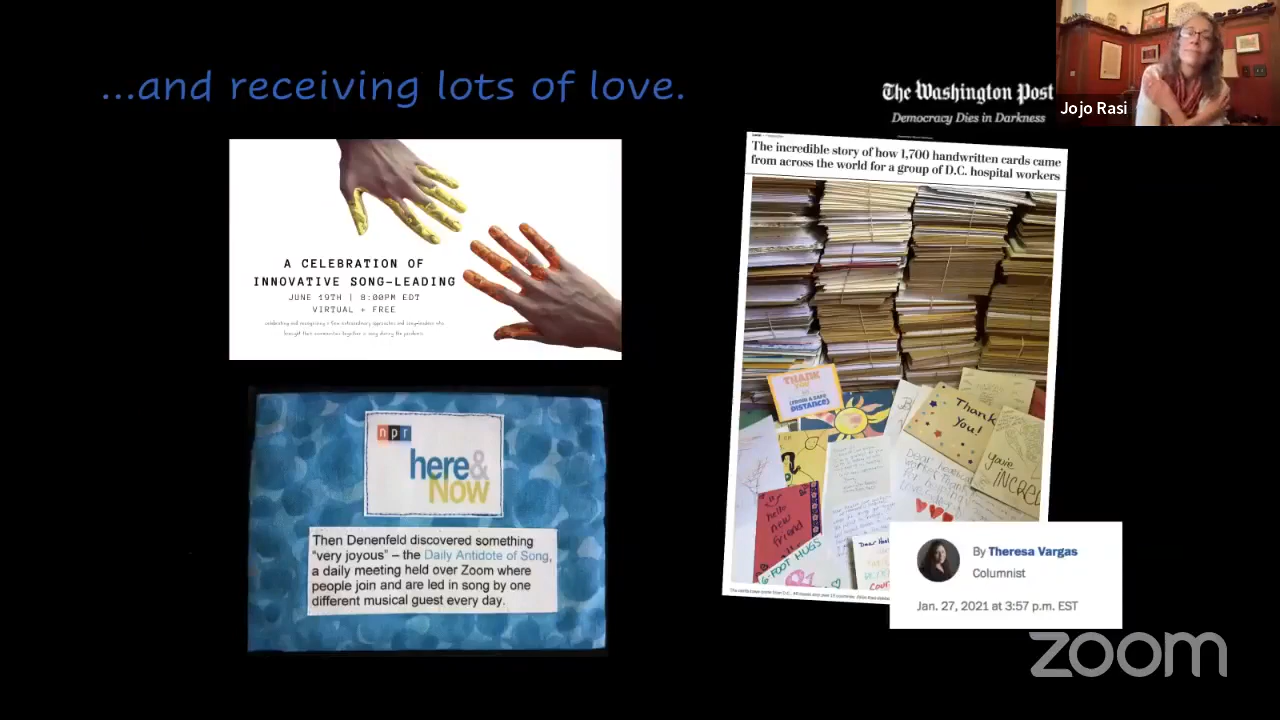 ...and receiving lots of love.
A CELEBRATION OF
INNOVATIVE SONG-LEADING
JUNE 19TH | 8:00PM EDT
VIRTUAL + FREE
npr
here&
Now
Then Denenfeld discovered something
"very joyous" – the Daily Antidote of Song,
a daily meeting held over Zoom where
people join and are led in song by one
different musical guest every day.
The Washington Post
Democracy Dies in Darkness
The incredible story of how 1,700 handwritten cards came
from across the world for a group of D.C. hospital workers
THANK
YOU
(FROM A SAFE
DISTANCE)
Thank
You!
you're
hello
new
friend
6-FOOT HUGS
By Theresa Vargas
Columnist
Jan. 27, 2021 at 3:57 p.m. EST
Jojo Rasi
zoom